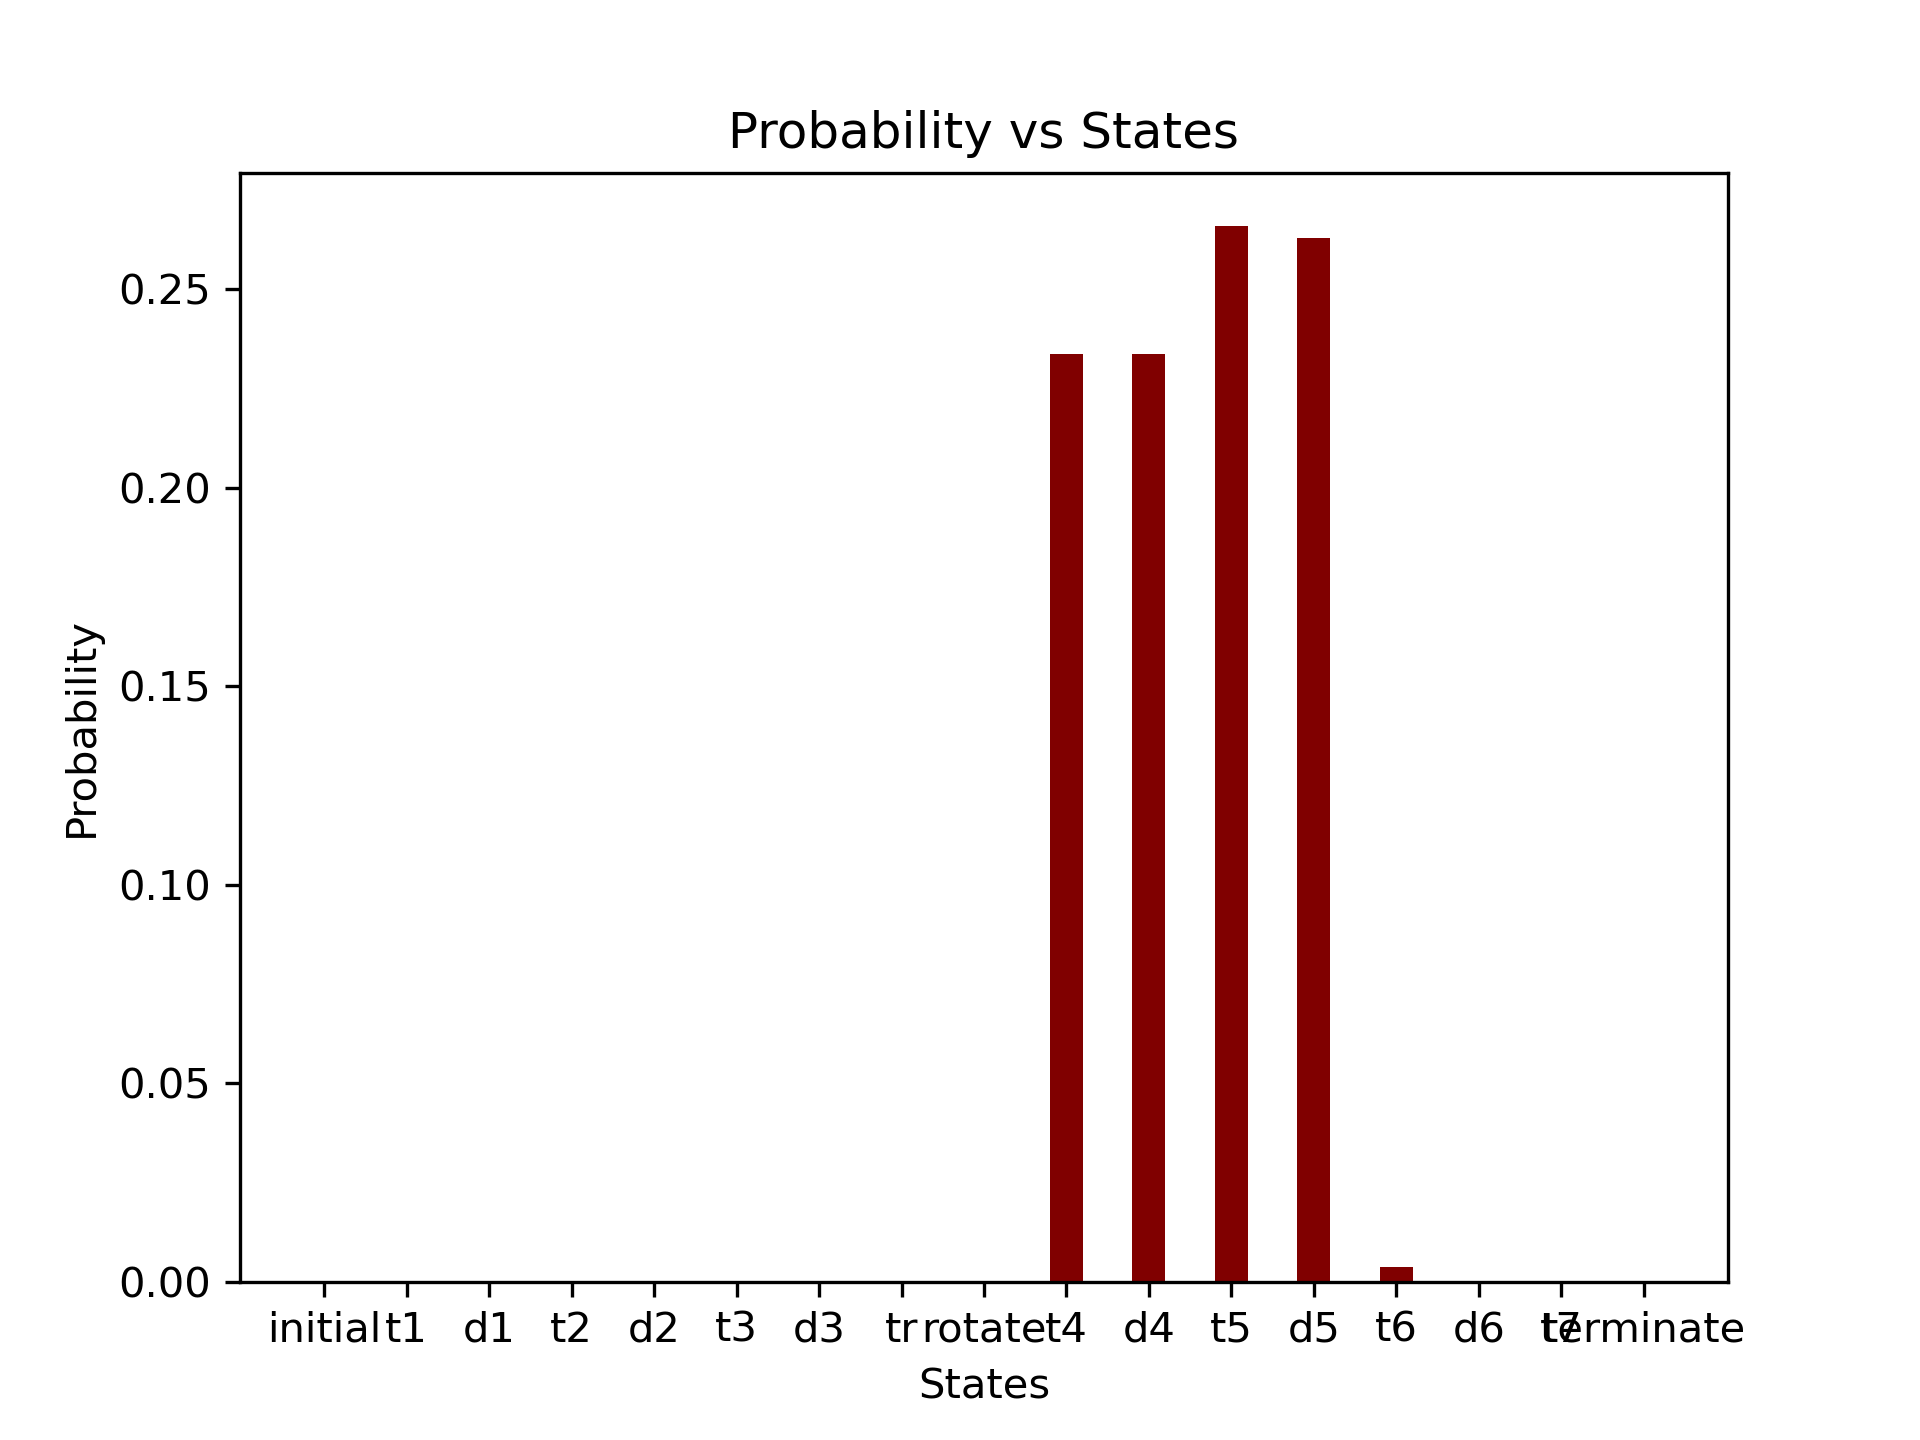 Probability vs States
Probability
0.25
0.20
0.15
0.10
0.05
0.00
initial t1 d1 t2 d2 t3 d3 tr rotate t4 d4 t5 d5 t6 d6 t7 terminate
States